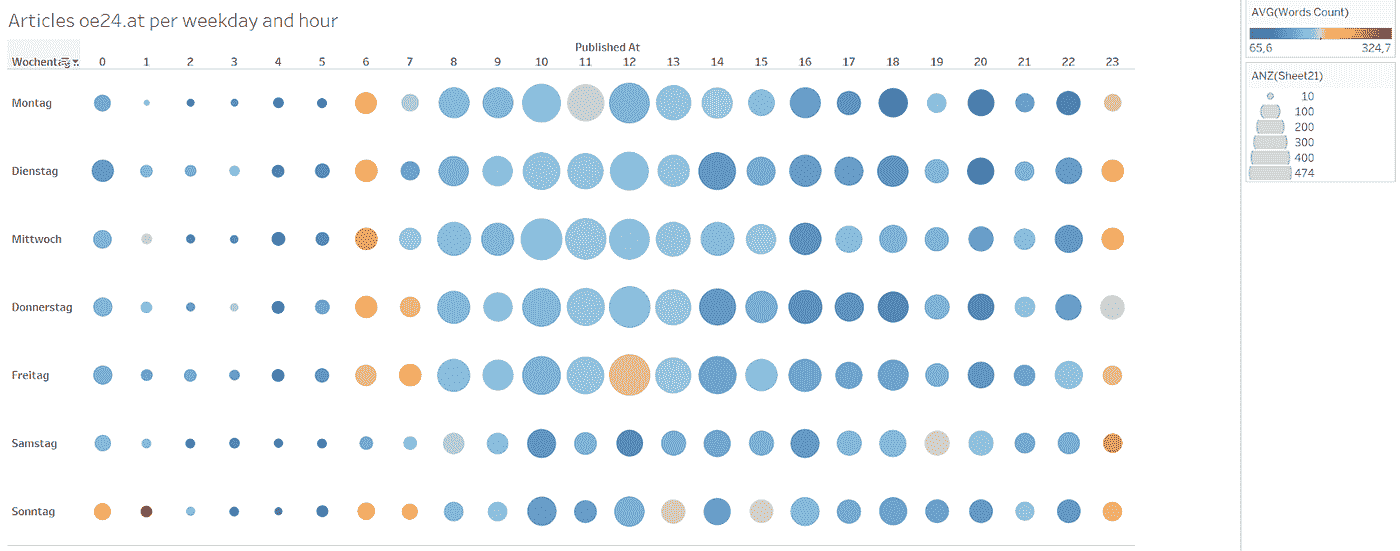 Articles oe24.at per weekday and hour
Published At
Wochentag.. 0 1 2 3 4 5 6 7 8 9 10 11 12 13 14 15 16 17 18 19 20 21 22 23
Montag
Dienstag
Mittwoch
Donnerstag
Freitag
Samstag
Sonntag
AVG(Words Count)
65,6 324,7
ANZ(Sheet21)
10
100
200
300
400
474